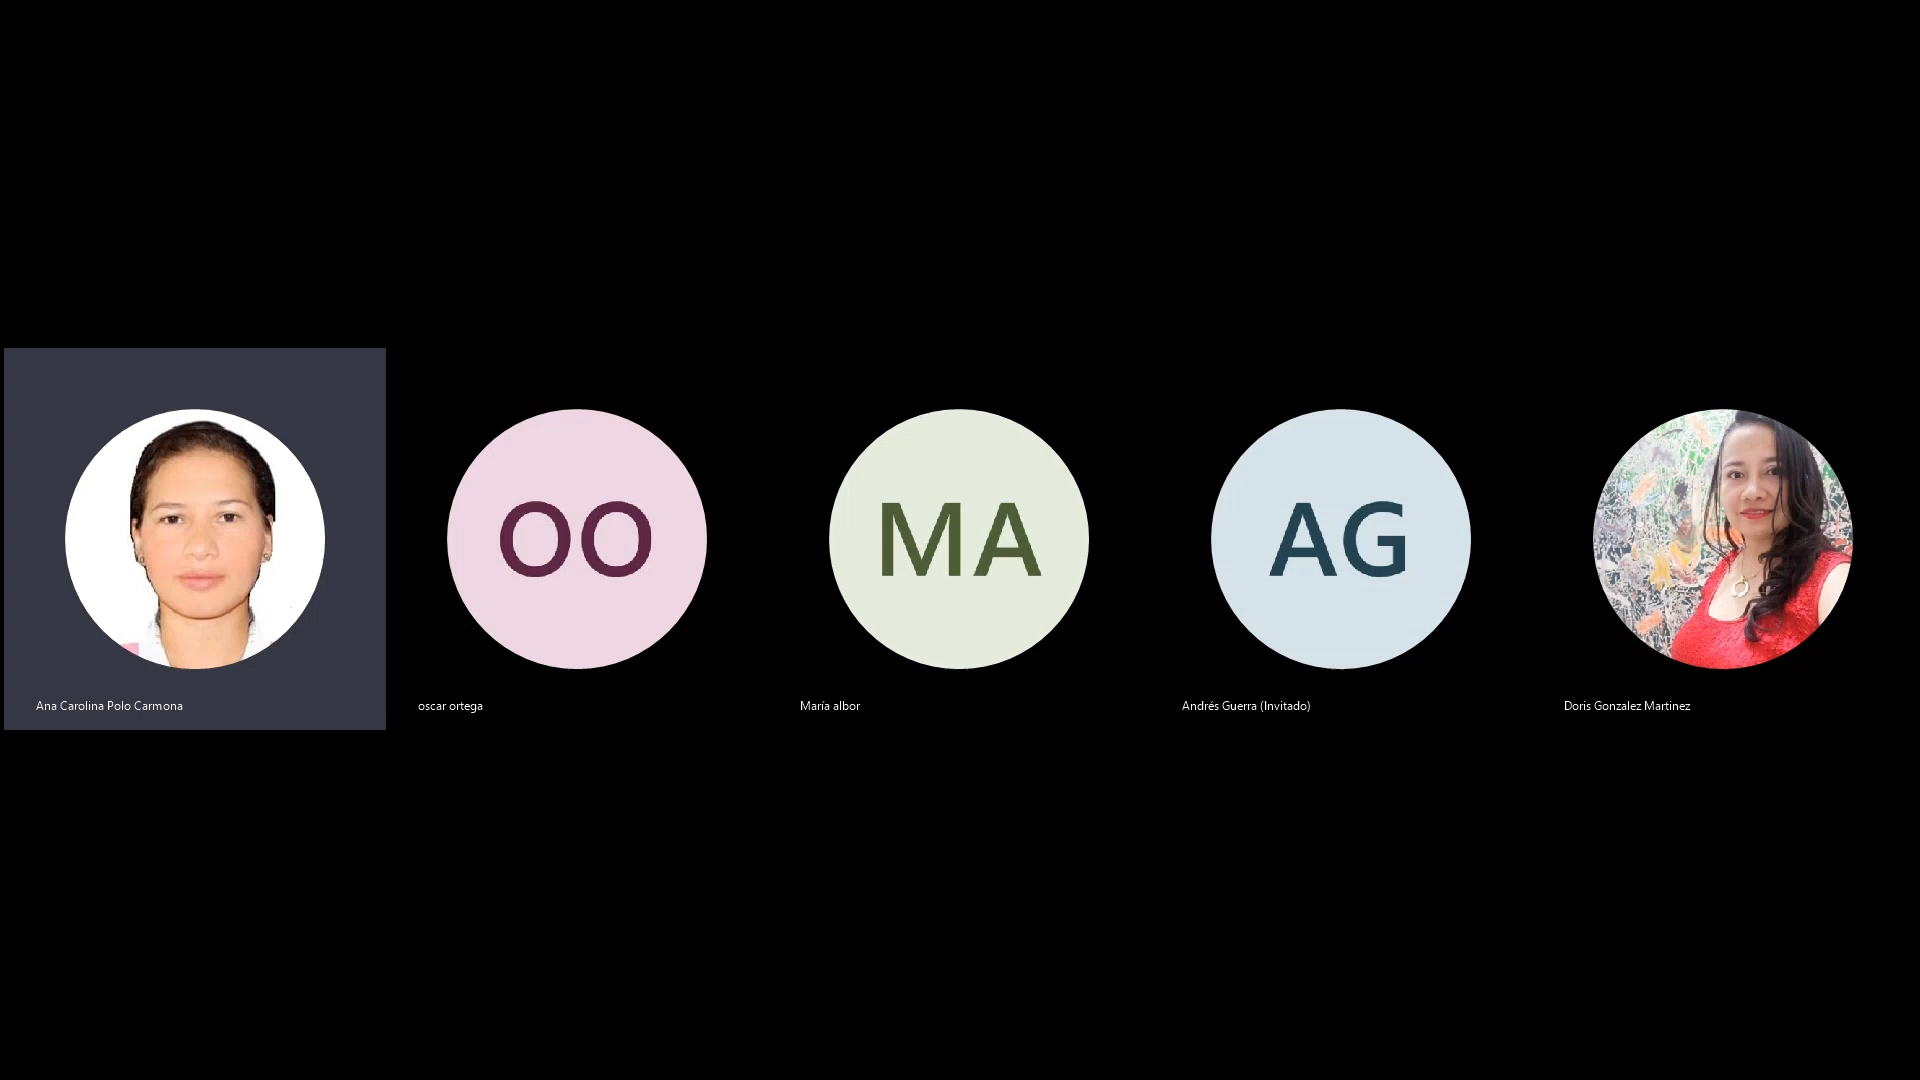 OO
MA
AG
Ana Carolina Polo Carmona
oscar ortega
María albor
Andrés Guerra (Invitado)
Doris Gonzalez Martinez